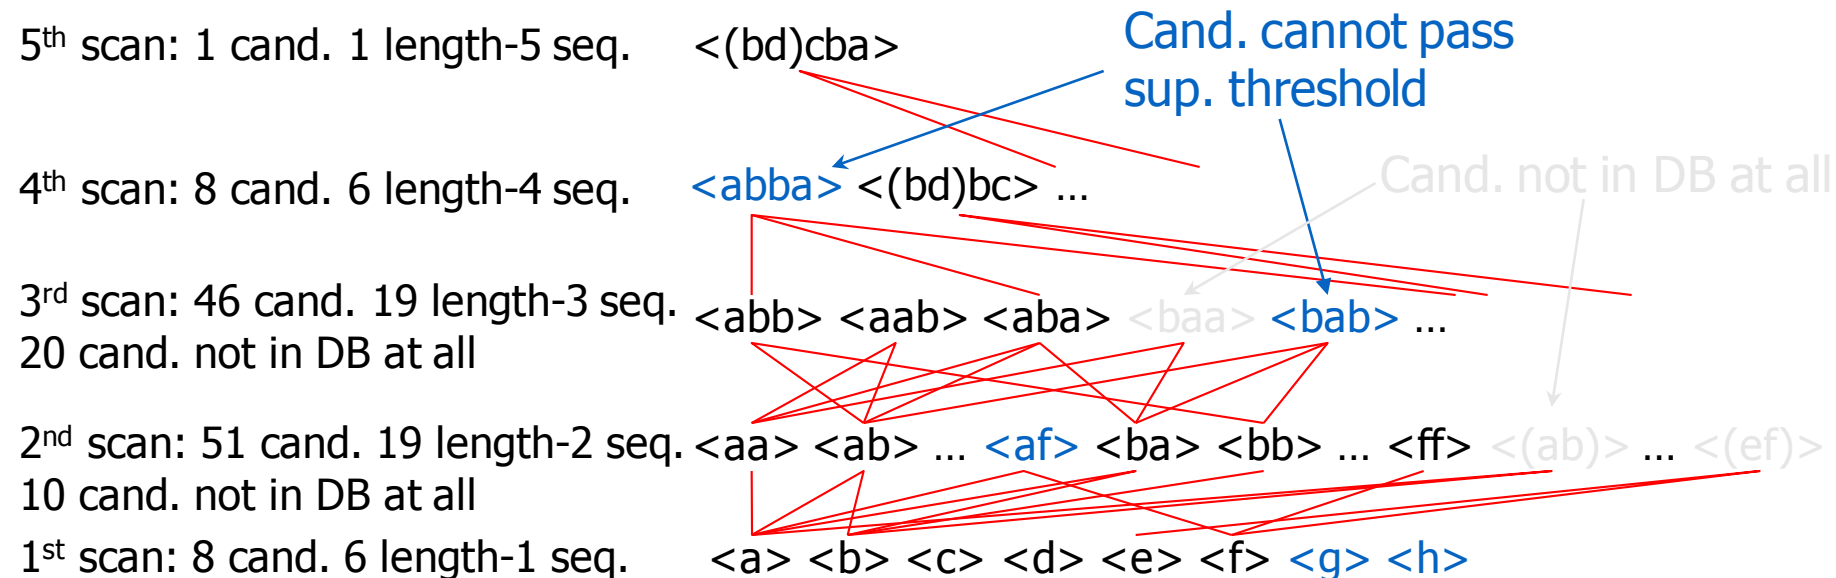 5th scan: 1 cand. 1 length-5 seq. <(bd)cba>
Cand. cannot pass
sup. threshold
Cand. not in DB at all
4th scan: 8 cand. 6 length-4 seq. <abba> <(bd)bc> ...
3rd scan: 46 cand. 19 length-3 seq. <abb> <aab> <aba> <baa> <bab> ...
20 cand. not in DB at all
2nd scan: 51 cand. 19 length-2 seq. <aa> <ab> ... <af> <ba> <bb> ... <ff> <(ab)> ... <(ef)>
10 cand. not in DB at all
1st scan: 8 cand. 6 length-1 seq. <a> <b> <c> <d> <e> <f> <g> <h>